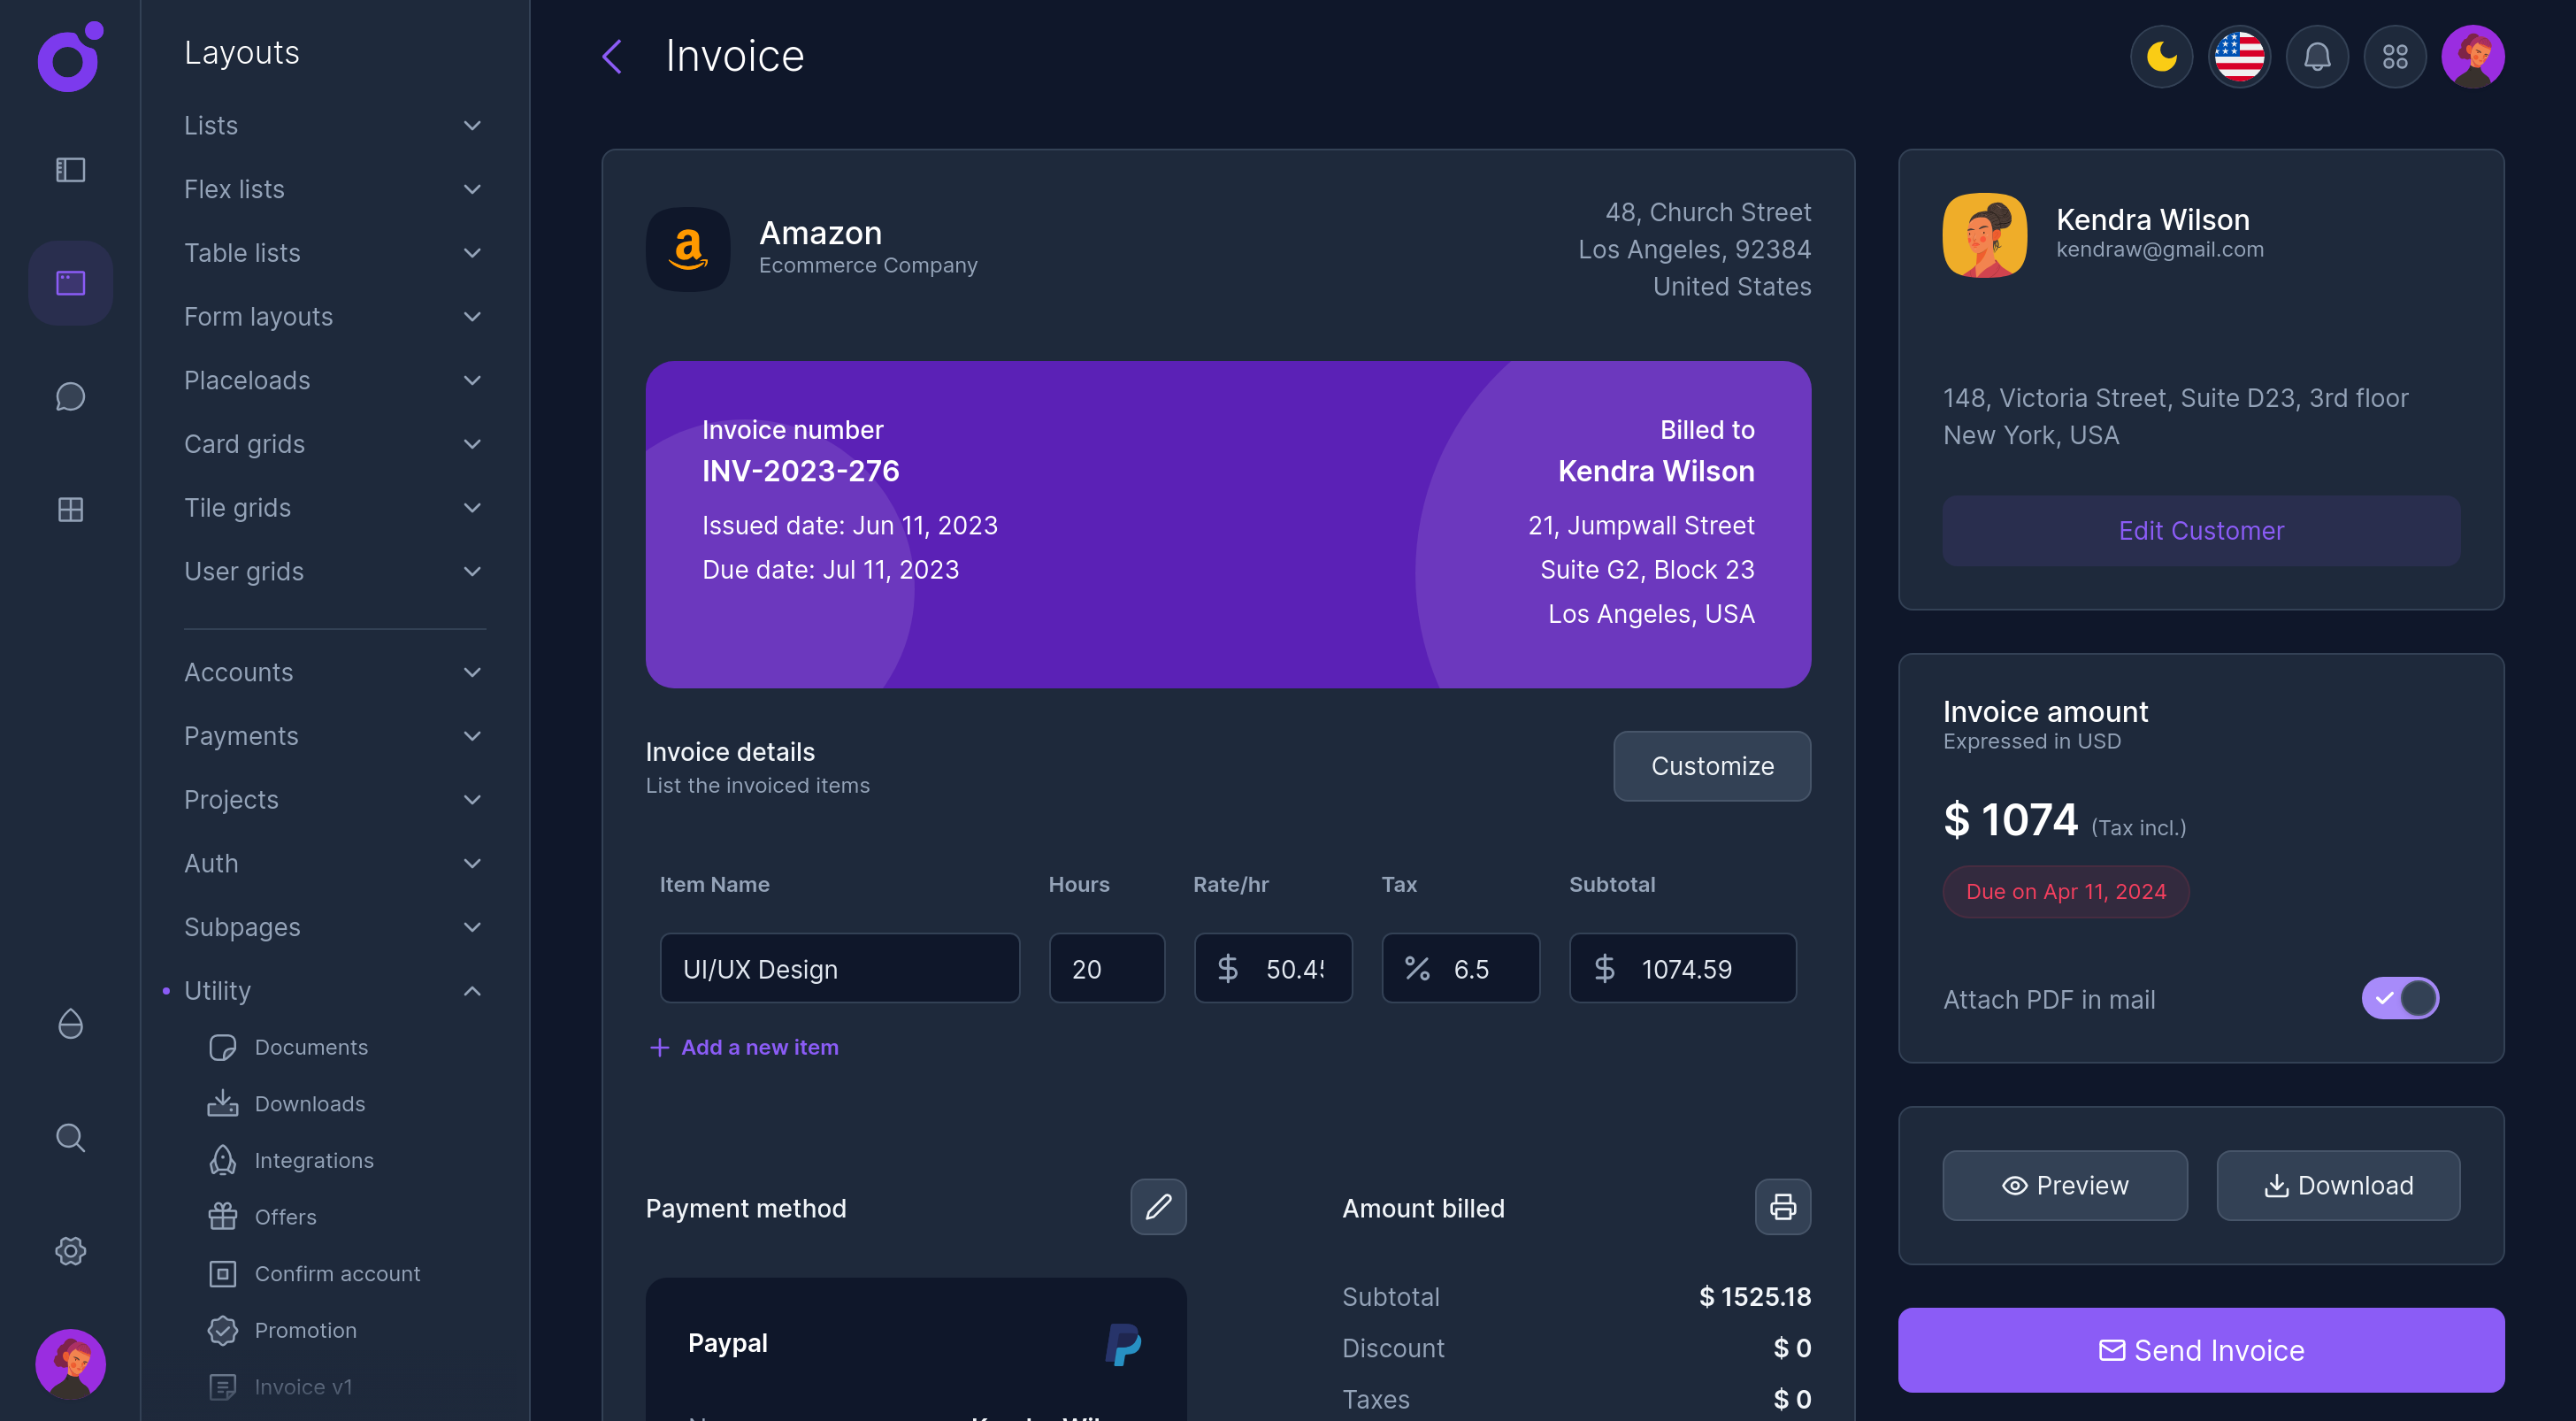 Layouts
Lists
Flex lists
Table lists
Form layouts
Placeloads
Card grids
Tile grids
User grids
Accounts
Payments
Projects
Auth
Subpages
Utility
Documents
Downloads
Integrations
Offers
Confirm account
Promotion
Invoice v1
Invoice
Amazon
Ecommerce Company
48, Church Street
Los Angeles, 92384
United States
Invoice number
INV-2023-276
Issued date: Jun 11, 2023
Due date: Jul 11, 2023
Billed to
Kendra Wilson
21, Jumpwall Street
Suite G2, Block 23
Los Angeles, USA
Invoice details
List the invoiced items
Customize
Item Name Hours Rate/hr Tax Subtotal
UI/UX Design 20 $ 50.4 % 6.5 $ 1074.59
+ Add a new item
Payment method
Paypal
Amount billed
Subtotal $ 1525.18
Discount $ 0
Taxes $ 0
Kendra Wilson
kendraw@gmail.com
148, Victoria Street, Suite D23, 3rd floor
New York, USA
Edit Customer
Invoice amount
Expressed in USD
$ 1074 (Tax incl.)
Due on Apr 11, 2024
Attach PDF in mail
Preview
Download
Send Invoice